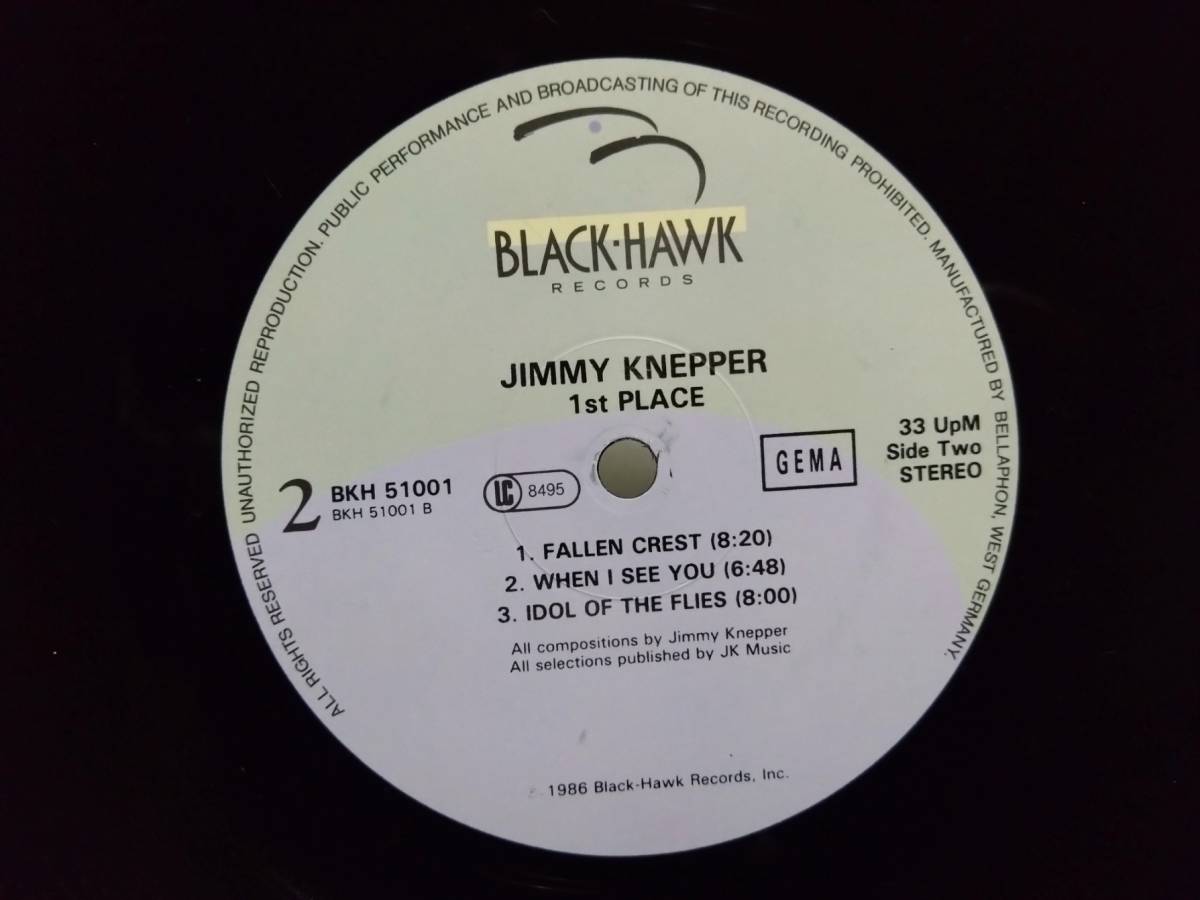 ALL RIGHTS RESERVED UNAUTHORIZED REPRODUCTION. PUBLIC PERFORMANCE AND BROADCASTING OF THIS RECORDING PROHIBITED. MANUFACTURED BY BELLAPHON, WEST GERMANY.
BLACK·HAWK
RECORDS
JIMMY KNEPPER
1st PLACE
2
BKH 51001
BKH 51001 B
LC 8495
GEMA
33 UpM
Side Two
STEREO
1. FALLEN CREST (8:20)
2. WHEN I SEE YOU (6:48)
3. IDOL OF THE FLIES (8:00)
All compositions by Jimmy Knepper
All selections published by JK Music
1986 Black-Hawk Records, Inc.